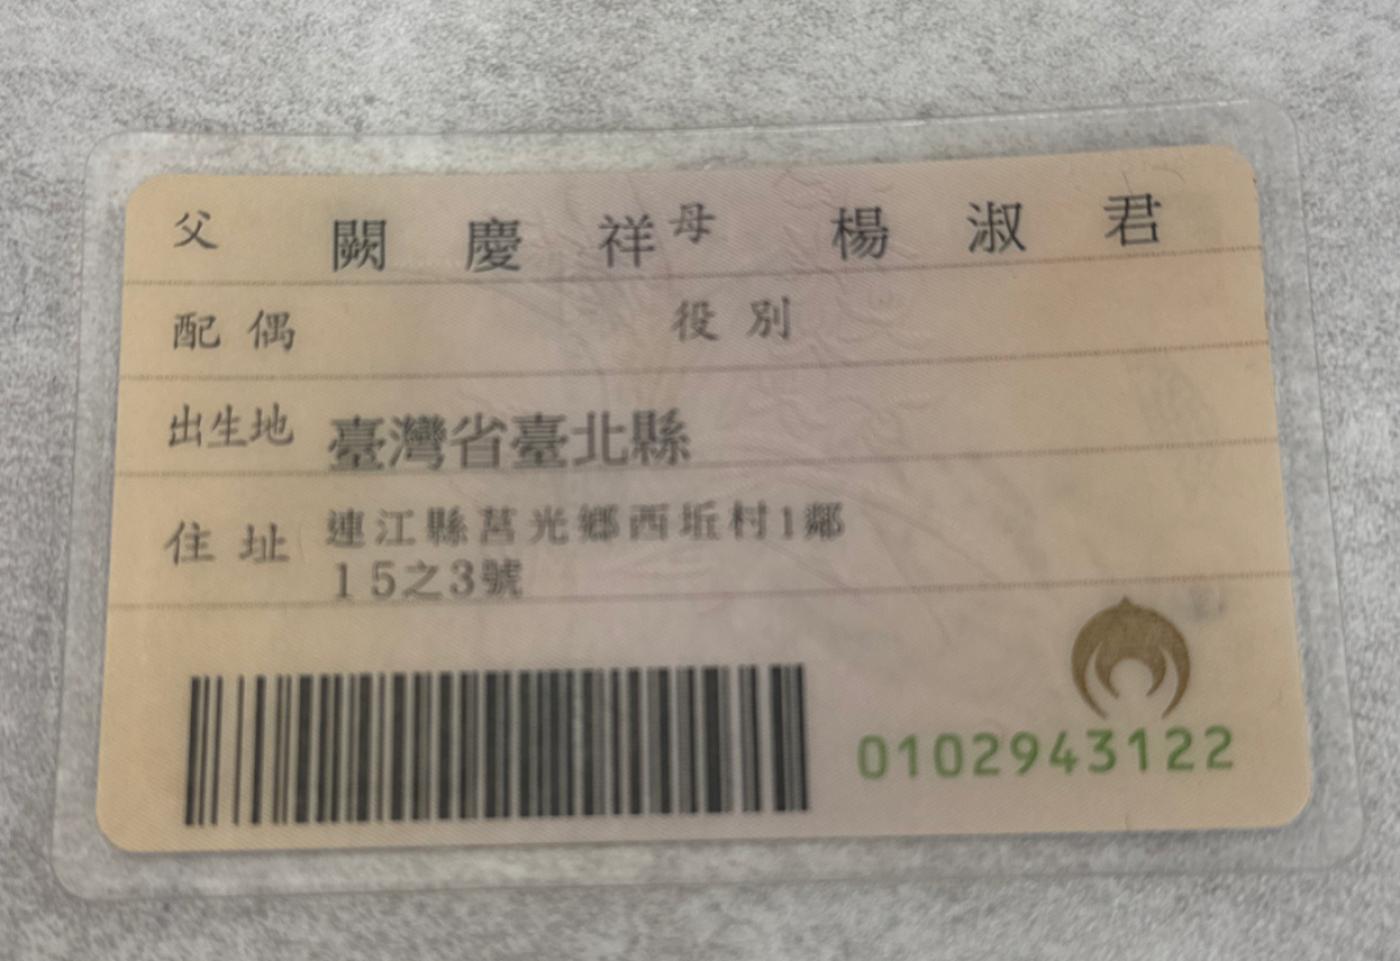 父 闕慶祥 母 楊淑君
配偶 役別
出生地 臺灣省臺北縣
住址 連江縣莒光鄉西坵村1鄰
15之3號
0102943122